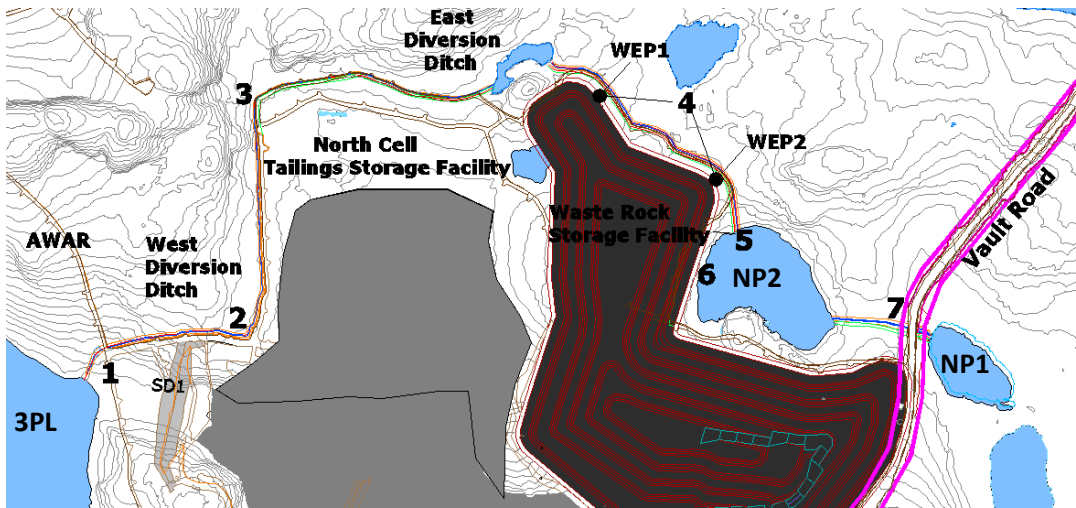 East
Diversion
Ditch
WEP1
3
4
North Cell
Tailings Storage Facility
WEP2
Waste Rock
Storage Facility
Vault Road
AWAR
West
Diversion
Ditch
5
6
NP2
2
7
1
SD1
NP1
3PL